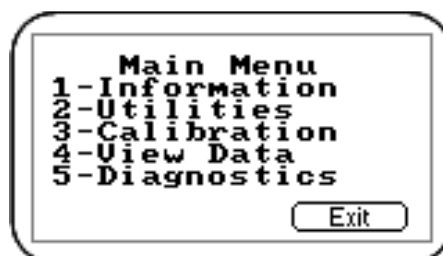 Main Menu
1-Information
2-Utilities
3-Calibration
4-View Data
5-Diagnostics
Exit